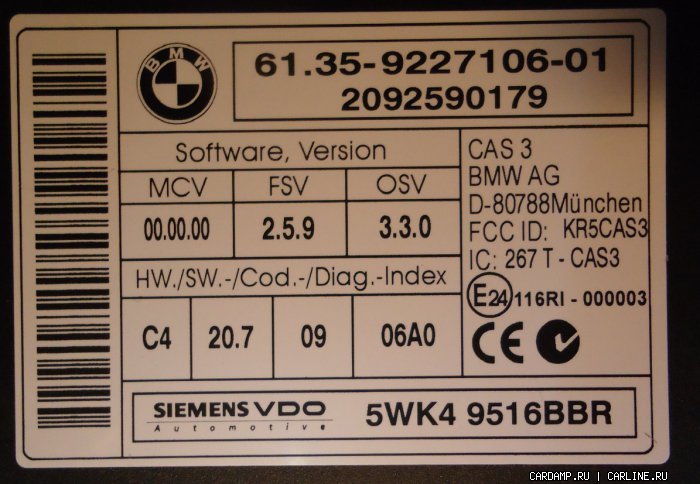 BMW
61.35-9227106-01
2092590179
Software, Version
MCV FSV OSV
00.00.00 2.5.9 3.3.0
HW./SW.-/Cod.-/Diag.-Index
C4 20.7 09 06A0
CAS 3
BMW AG
D-80788München
FCC ID: KR5CAS3
IC: 267 T - CAS3
E24 116RI - 000003
CE
SIEMENS VDO
Automotive
5WK4 9516BBR
CARDAMP.RU | CARLINE.RU